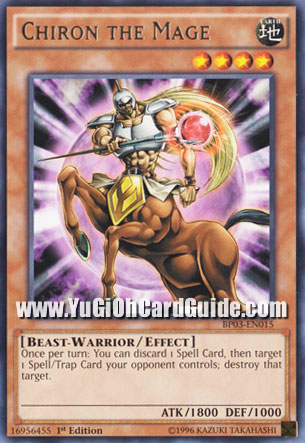 CHIRON THE MAGE
EARTH
地
www.YuGiOhCardGuide.com
BP03-EN015
[BEAST-WARRIOR/EFFECT]
Once per turn: You can discard 1 Spell Card, then target
1 Spell/Trap Card your opponent controls; destroy that
target.
ATK/1800 DEF/1000
16956455 1st Edition ©1996 KAZUKI TAKAHASHI